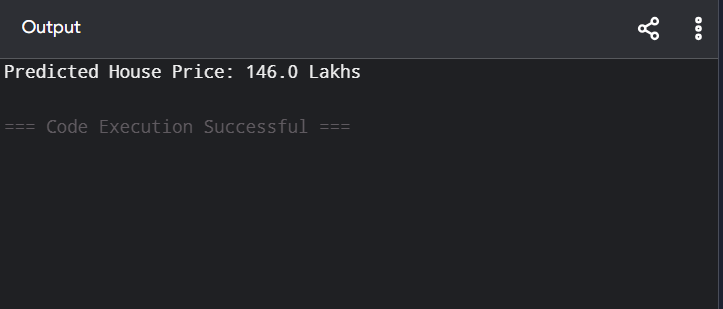 Output
Predicted House Price: 146.0 Lakhs
=== Code Execution Successful ===